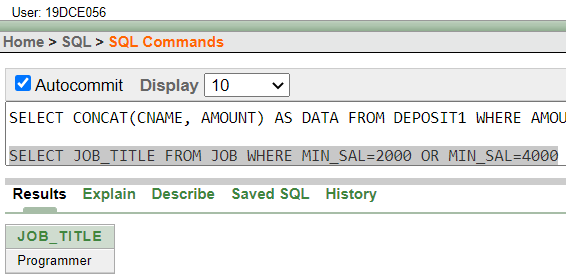 User: 19DCE056
Home > SQL > SQL Commands
Autocommit Display 10
SELECT CONCAT(CNAME, AMOUNT) AS DATA FROM DEPOSIT1 WHERE AMOU
SELECT JOB_TITLE FROM JOB WHERE MIN_SAL=2000 OR MIN_SAL=4000
Results Explain Describe Saved SQL History
JOB_TITLE
Programmer